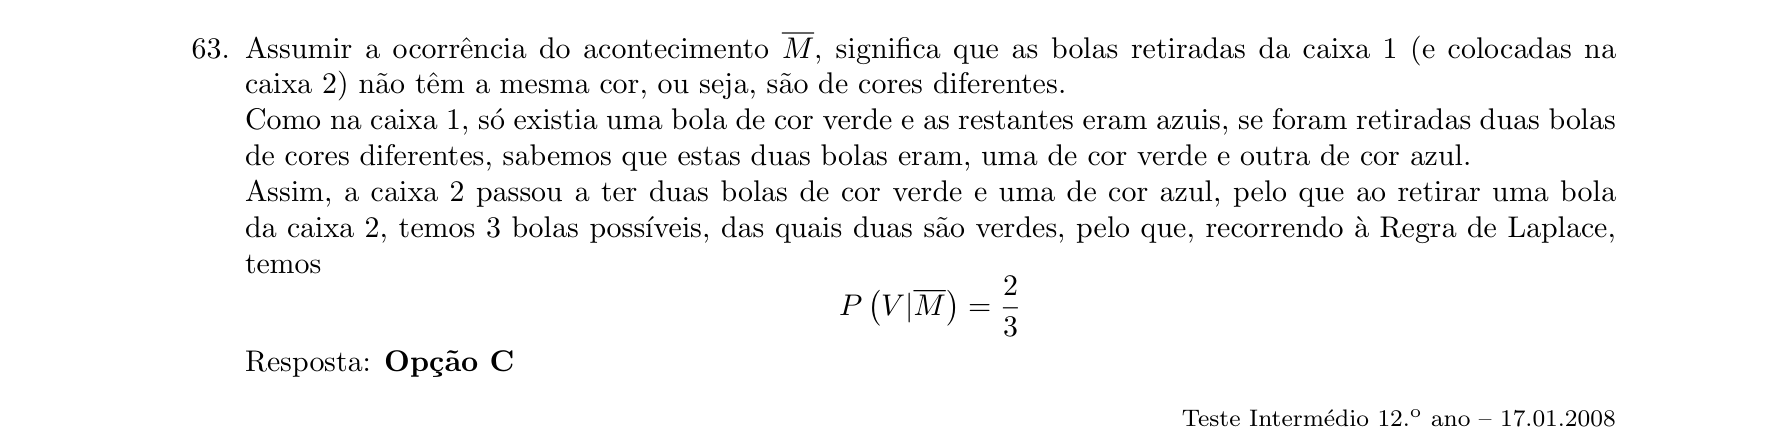 63. Assumir a ocorrência do acontecimento $\overline{M}$, significa que as bolas retiradas da caixa 1 (e colocadas na
caixa 2) não têm a mesma cor, ou seja, são de cores diferentes.
Como na caixa 1, só existia uma bola de cor verde e as restantes eram azuis, se foram retiradas duas bolas
de cores diferentes, sabemos que estas duas bolas eram, uma de cor verde e outra de cor azul.
Assim, a caixa 2 passou a ter duas bolas de cor verde e uma de cor azul, pelo que ao retirar uma bola
da caixa 2, temos 3 bolas possíveis, das quais duas são verdes, pelo que, recorrendo à Regra de Laplace,
temos
$P\left(V|\overline{M}\right) = \frac{2}{3}$
Resposta: Opção C
Teste Intermédio 12.º ano – 17.01.2008